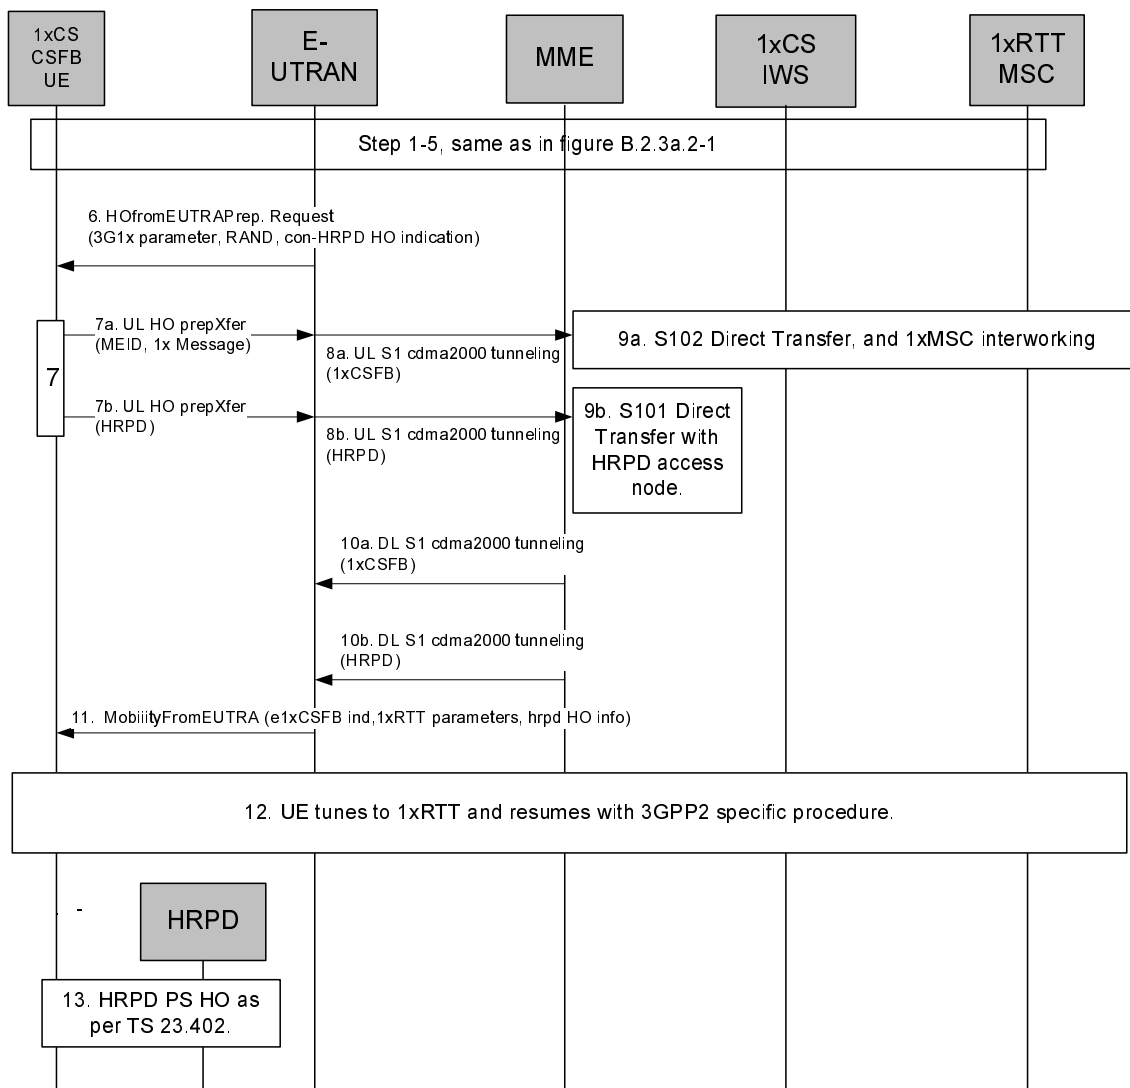 1xCS
CSFB
UE
E-
UTRAN
MME
1xCS
IWS
1xRTT
MSC
Step 1-5, same as in figure B.2.3a.2-1
6. HOfromEUTRAPrep. Request
(3G1x parameter, RAND, con-HRPD HO indication)
7
7a. UL HO prepXfer
(MEID, 1x Message)
8a. UL S1 cdma2000 tunneling
(1xCSFB)
9a. S102 Direct Transfer, and 1xMSC interworking
7b. UL HO prepXfer
(HRPD)
8b. UL S1 cdma2000 tunneling
(HRPD)
9b. S101 Direct
Transfer with
HRPD access
node.
10a. DL S1 cdma2000 tunneling
(1xCSFB)
10b. DL S1 cdma2000 tunneling
(HRPD)
11. MobiiityFromEUTRA (e1xCSFB ind,1xRTT parameters, hrpd HO info)
12. UE tunes to 1xRTT and resumes with 3GPP2 specific procedure.
HRPD
13. HRPD PS HO as
per TS 23.402.